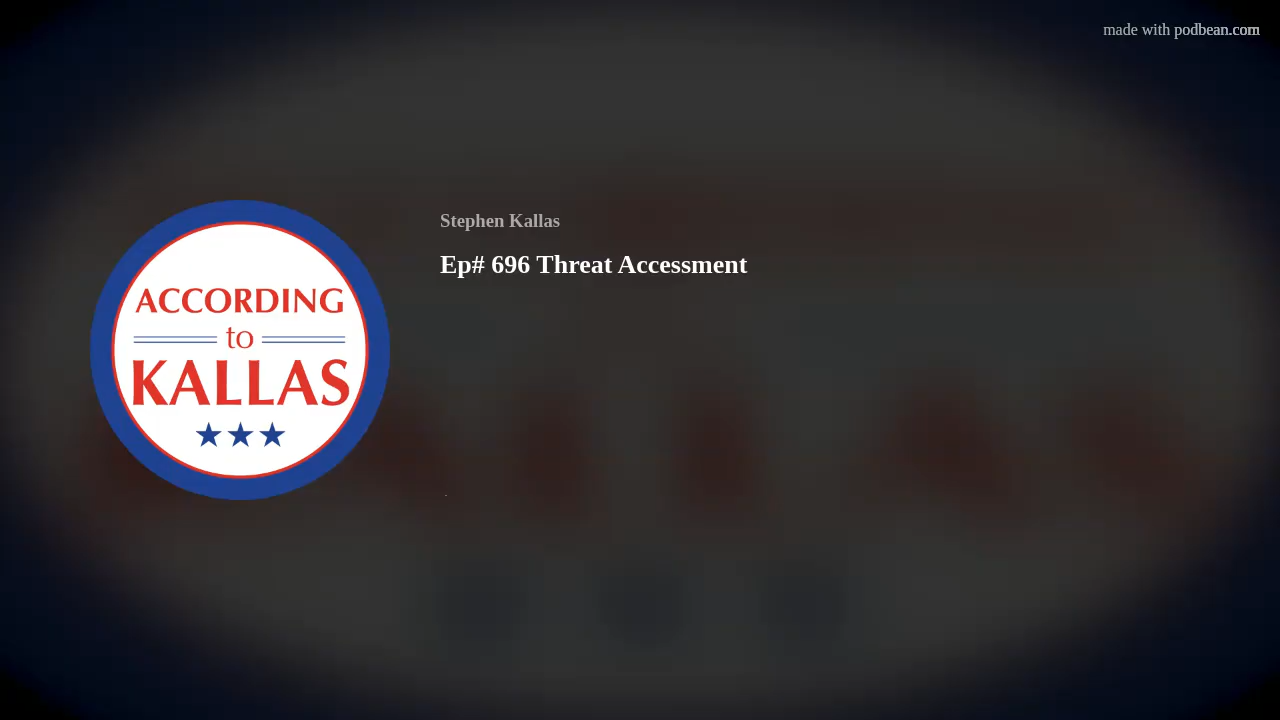 made with podbean.com
Stephen Kallas
Ep# 696 Threat Accessment
ACCORDING
to
KALLAS